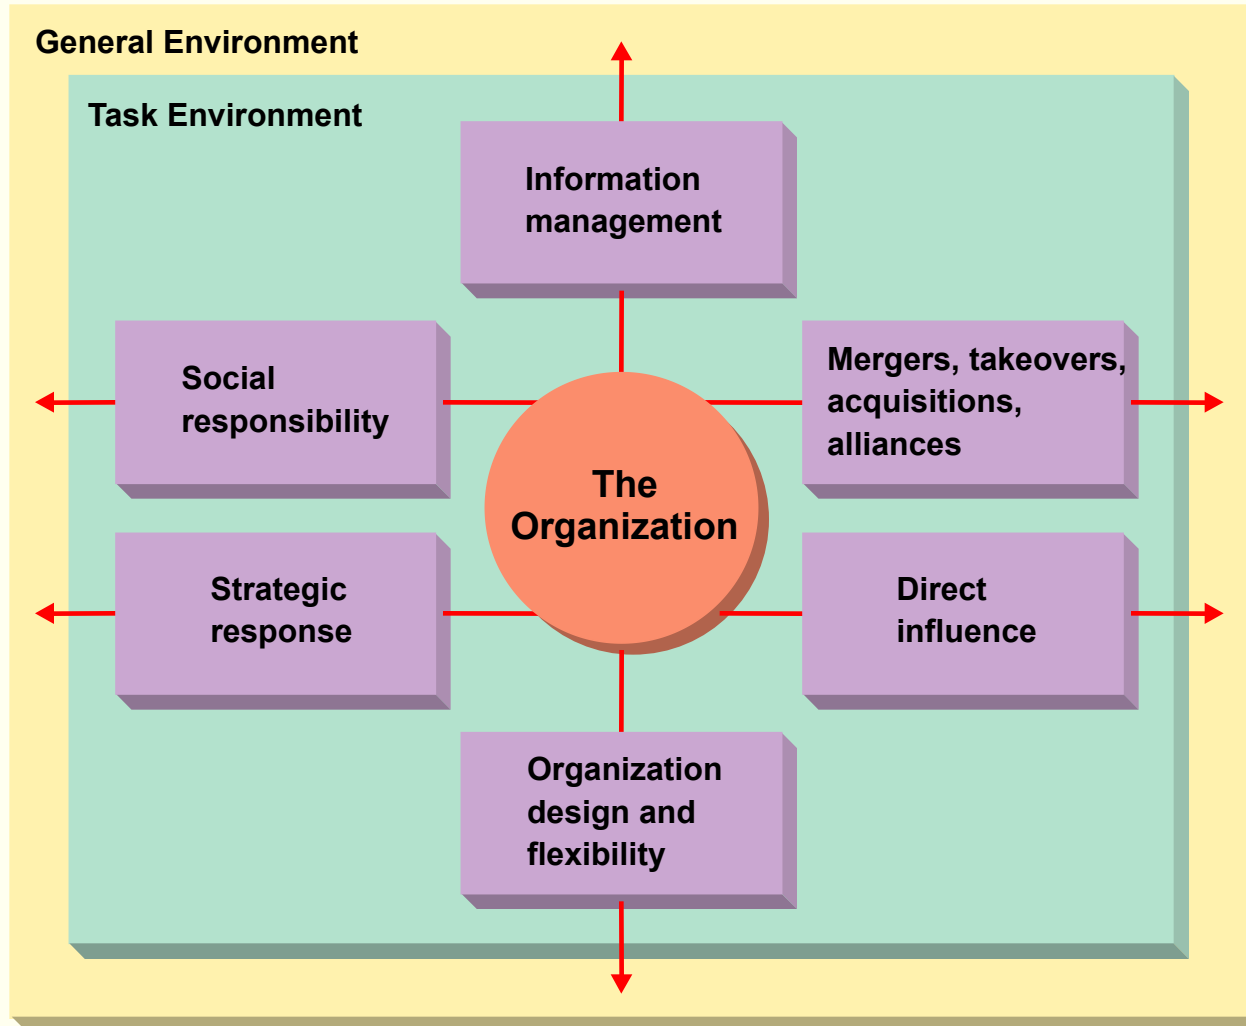 General Environment
Task Environment
Information
management
Social
responsibility
Mergers, takeovers,
acquisitions,
alliances
The
Organization
Strategic
response
Direct
influence
Organization
design and
flexibility